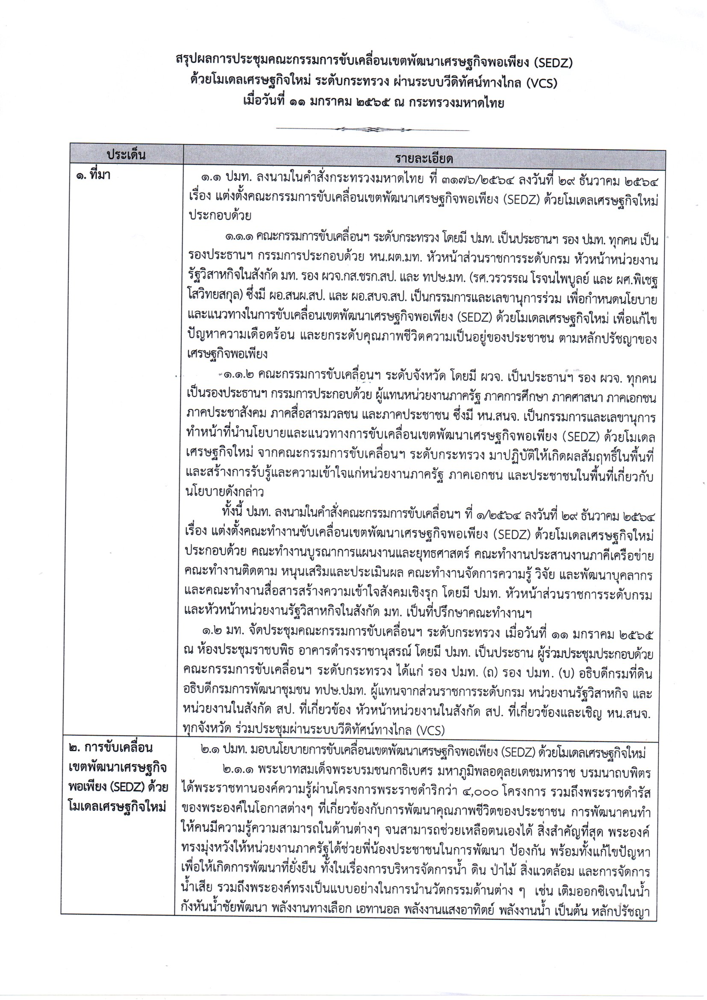 สรุปผลการประชุมคณะกรรมการขับเคลื่อนเขตพัฒนาเศรษฐกิจพอเพียง (SEDZ)
ด้วยโมเดลเศรษฐกิจใหม่ ระดับกระทรวง ผ่านระบบวีดิทัศน์ทางไกล (VCS)
เมื่อวันที่ ๑๑ มกราคม ๒๕๖๕ ณ กระทรวงมหาดไทย
ประเด็น
รายละเอียด
๑. ที่มา
๑.๑ ปมท. ลงนามในคำสั่งกระทรวงมหาดไทย ที่ ๓๑๗๖/๒๕๖๔ ลงวันที่ ๒๙ ธันวาคม ๒๕๖๔
เรื่อง แต่งตั้งคณะกรรมการขับเคลื่อนเขตพัฒนาเศรษฐกิจพอเพียง (SEDZ) ด้วยโมเดลเศรษฐกิจใหม่
ประกอบด้วย
๑.๑.๑ คณะกรรมการขับเคลื่อนฯ ระดับกระทรวง โดยมี ปมท. เป็นประธานฯ รอง ปมท. ทุกคน เป็น
รองประธานฯ กรรมการประกอบด้วย หน.ผต.มท. หัวหน้าส่วนราชการระดับกรม หัวหน้าหน่วยงาน
รัฐวิสาหกิจในสังกัด มท. รอง ผวจ.กส.ชรก.สป. และ ทปษ.มท. (รศ.วรวรรณ โรจนไพบูลย์ และ ผศ.พิเชฐ
โสวิทยสกุล) ซึ่งมี ผอ.สนผ.สป. และ ผอ.สบจ.สป. เป็นกรรมการและเลขานุการร่วม เพื่อกำหนดนโยบาย
และแนวทางในการขับเคลื่อนเขตพัฒนาเศรษฐกิจพอเพียง (SEDZ) ด้วยโมเดลเศรษฐกิจใหม่ เพื่อแก้ไข
ปัญหาความเดือดร้อน และยกระดับคุณภาพชีวิตความเป็นอยู่ของประชาชน ตามหลักปรัชญาของ
เศรษฐกิจพอเพียง
๑.๑.๒ คณะกรรมการขับเคลื่อนฯ ระดับจังหวัด โดยมี ผวจ. เป็นประธานฯ รอง ผวจ. ทุกคน
เป็นรองประธานฯ กรรมการประกอบด้วย ผู้แทนหน่วยงานภาครัฐ ภาคการศึกษา ภาคศาสนา ภาคเอกชน
ภาคประชาสังคม ภาคสื่อสารมวลชน และภาคประชาชน ซึ่งมี หน.สนจ. เป็นกรรมการและเลขานุการ
ทำหน้าที่นำนโยบายและแนวทางการขับเคลื่อนเขตพัฒนาเศรษฐกิจพอเพียง (SEDZ) ด้วยโมเดล
เศรษฐกิจใหม่ จากคณะกรรมการขับเคลื่อนฯ ระดับกระทรวง มาปฏิบัติให้เกิดผลสัมฤทธิ์ในพื้นที่
และสร้างการรับรู้และความเข้าใจแก่หน่วยงานภาครัฐ ภาคเอกชน และประชาชนในพื้นที่เกี่ยวกับ
นโยบายดังกล่าว
ทั้งนี้ ปมท. ลงนามในคำสั่งคณะกรรมการขับเคลื่อนฯ ที่ ๑/๒๕๖๔ ลงวันที่ ๒๙ ธันวาคม ๒๕๖๔
เรื่อง แต่งตั้งคณะทำงานขับเคลื่อนเขตพัฒนาเศรษฐกิจพอเพียง (SEDZ) ด้วยโมเดลเศรษฐกิจใหม่
ประกอบด้วย คณะทำงานบูรณาการแผนงานและยุทธศาสตร์ คณะทำงานประสานงานภาคีเครือข่าย
คณะทำงานติดตาม หนุนเสริมและประเมินผล คณะทำงานจัดการความรู้ วิจัย และพัฒนาบุคลากร
และคณะทำงานสื่อสารสร้างความเข้าใจสังคมเชิงรุก โดยมี ปมท. หัวหน้าส่วนราชการระดับกรม
และหัวหน้าหน่วยงานรัฐวิสาหกิจในสังกัด มท. เป็นที่ปรึกษาคณะทำงานฯ
๑.๒ มท. จัดประชุมคณะกรรมการขับเคลื่อนฯ ระดับกระทรวง เมื่อวันที่ ๑๑ มกราคม ๒๕๖๕
ณ ห้องประชุมราชบพิธ อาคารดำรงราชานุสรณ์ โดยมี ปมท. เป็นประธาน ผู้ร่วมประชุมประกอบด้วย
คณะกรรมการขับเคลื่อนฯ ระดับกระทรวง ได้แก่ รอง ปมท. (ถ) รอง ปมท. (บ) อธิบดีกรมที่ดิน
อธิบดีกรมการพัฒนาชุมชน ทปษ.ปมท. ผู้แทนจากส่วนราชการระดับกรม หน่วยงานรัฐวิสาหกิจ และ
หน่วยงานในสังกัด สป. ที่เกี่ยวข้อง หัวหน้าหน่วยงานในสังกัด สป. ที่เกี่ยวข้องและเชิญ หน.สนจ.
ทุกจังหวัด ร่วมประชุมผ่านระบบวีดิทัศน์ทางไกล (VCS)
๒. การขับเคลื่อน
เขตพัฒนาเศรษฐกิจ
พอเพียง (SEDZ) ด้วย
โมเดลเศรษฐกิจใหม่
๒.๑ ปมท. มอบนโยบายการขับเคลื่อนเขตพัฒนาเศรษฐกิจพอเพียง (SEDZ) ด้วยโมเดลเศรษฐกิจใหม่
๒.๑.๑ พระบาทสมเด็จพระบรมชนกาธิเบศร มหาภูมิพลอดุลยเดชมหาราช บรมนาถบพิตร
ได้พระราชทานองค์ความรู้ผ่านโครงการพระราชดำริกว่า ๔,๐๐๐ โครงการ รวมถึงพระราชดำรัส
ของพระองค์ในโอกาสต่างๆ ที่เกี่ยวข้องกับการพัฒนาคุณภาพชีวิตของประชาชน การพัฒนาคนทำ
ให้คนมีความรู้ความสามารถในด้านต่างๆ จนสามารถช่วยเหลือตนเองได้ สิ่งสำคัญที่สุด พระองค์
ทรงมุ่งหวังให้หน่วยงานภาครัฐได้ช่วยพี่น้องประชาชนในการพัฒนา ป้องกัน พร้อมทั้งแก้ไขปัญหา
เพื่อให้เกิดการพัฒนาที่ยั่งยืน ทั้งในเรื่องการบริหารจัดการน้ำ ดิน ป่าไม้ สิ่งแวดล้อม และการจัดการ
น้ำเสีย รวมถึงพระองค์ทรงเป็นแบบอย่างในการนำนวัตกรรมด้านต่าง ๆ เช่น เติมออกซิเจนในน้ำ
กังหันน้ำชัยพัฒนา พลังงานทางเลือก เอทานอล พลังงานแสงอาทิตย์ พลังงานน้ำ เป็นต้น หลักปรัชญา